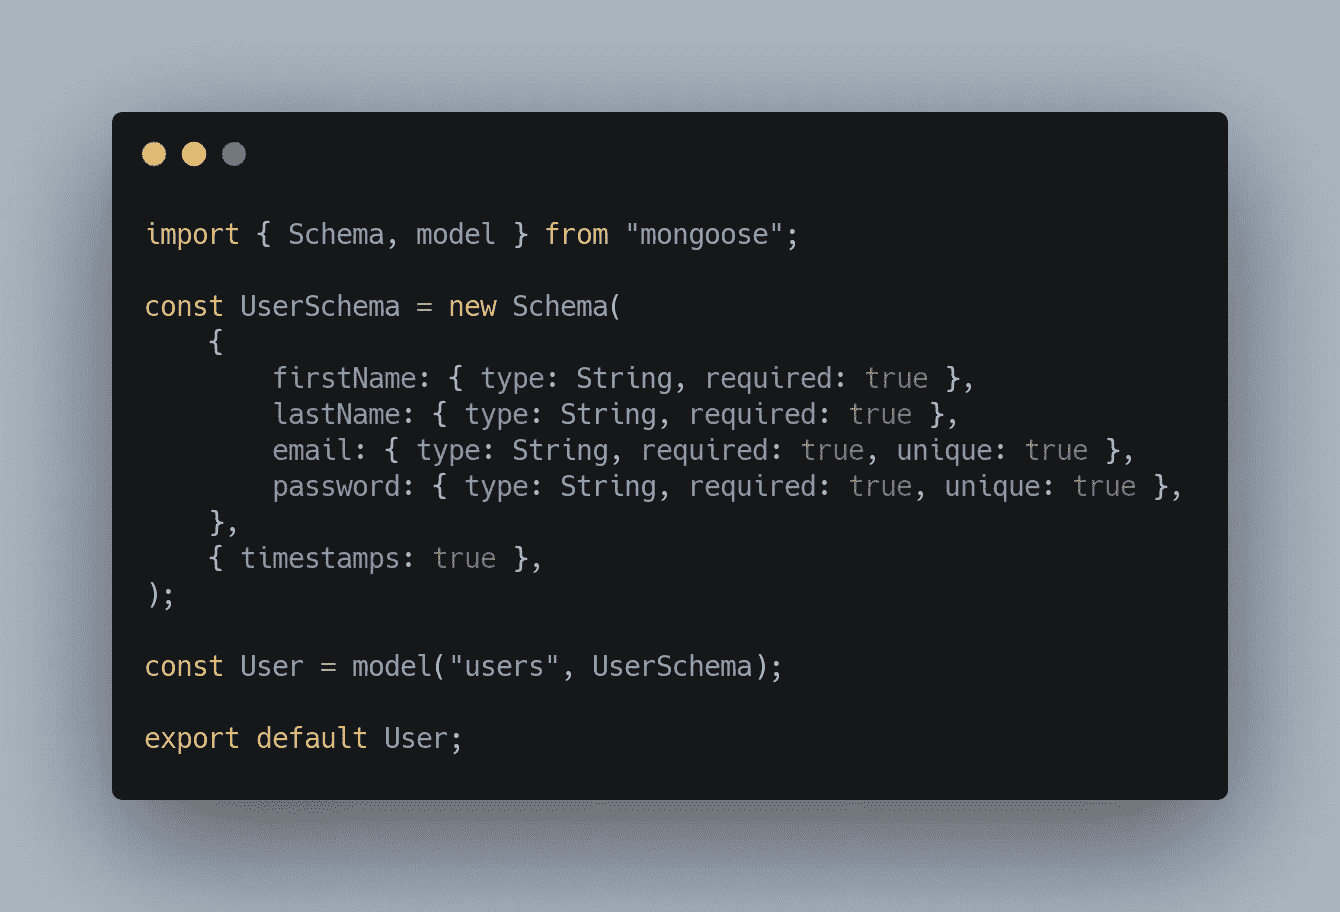 import { Schema, model } from "mongoose";
const UserSchema = new Schema(
    {
        firstName: { type: String, required: true },
        lastName: { type: String, required: true },
        email: { type: String, required: true, unique: true },
        password: { type: String, required: true, unique: true },
    },
    { timestamps: true },
);
const User = model("users", UserSchema);
export default User;